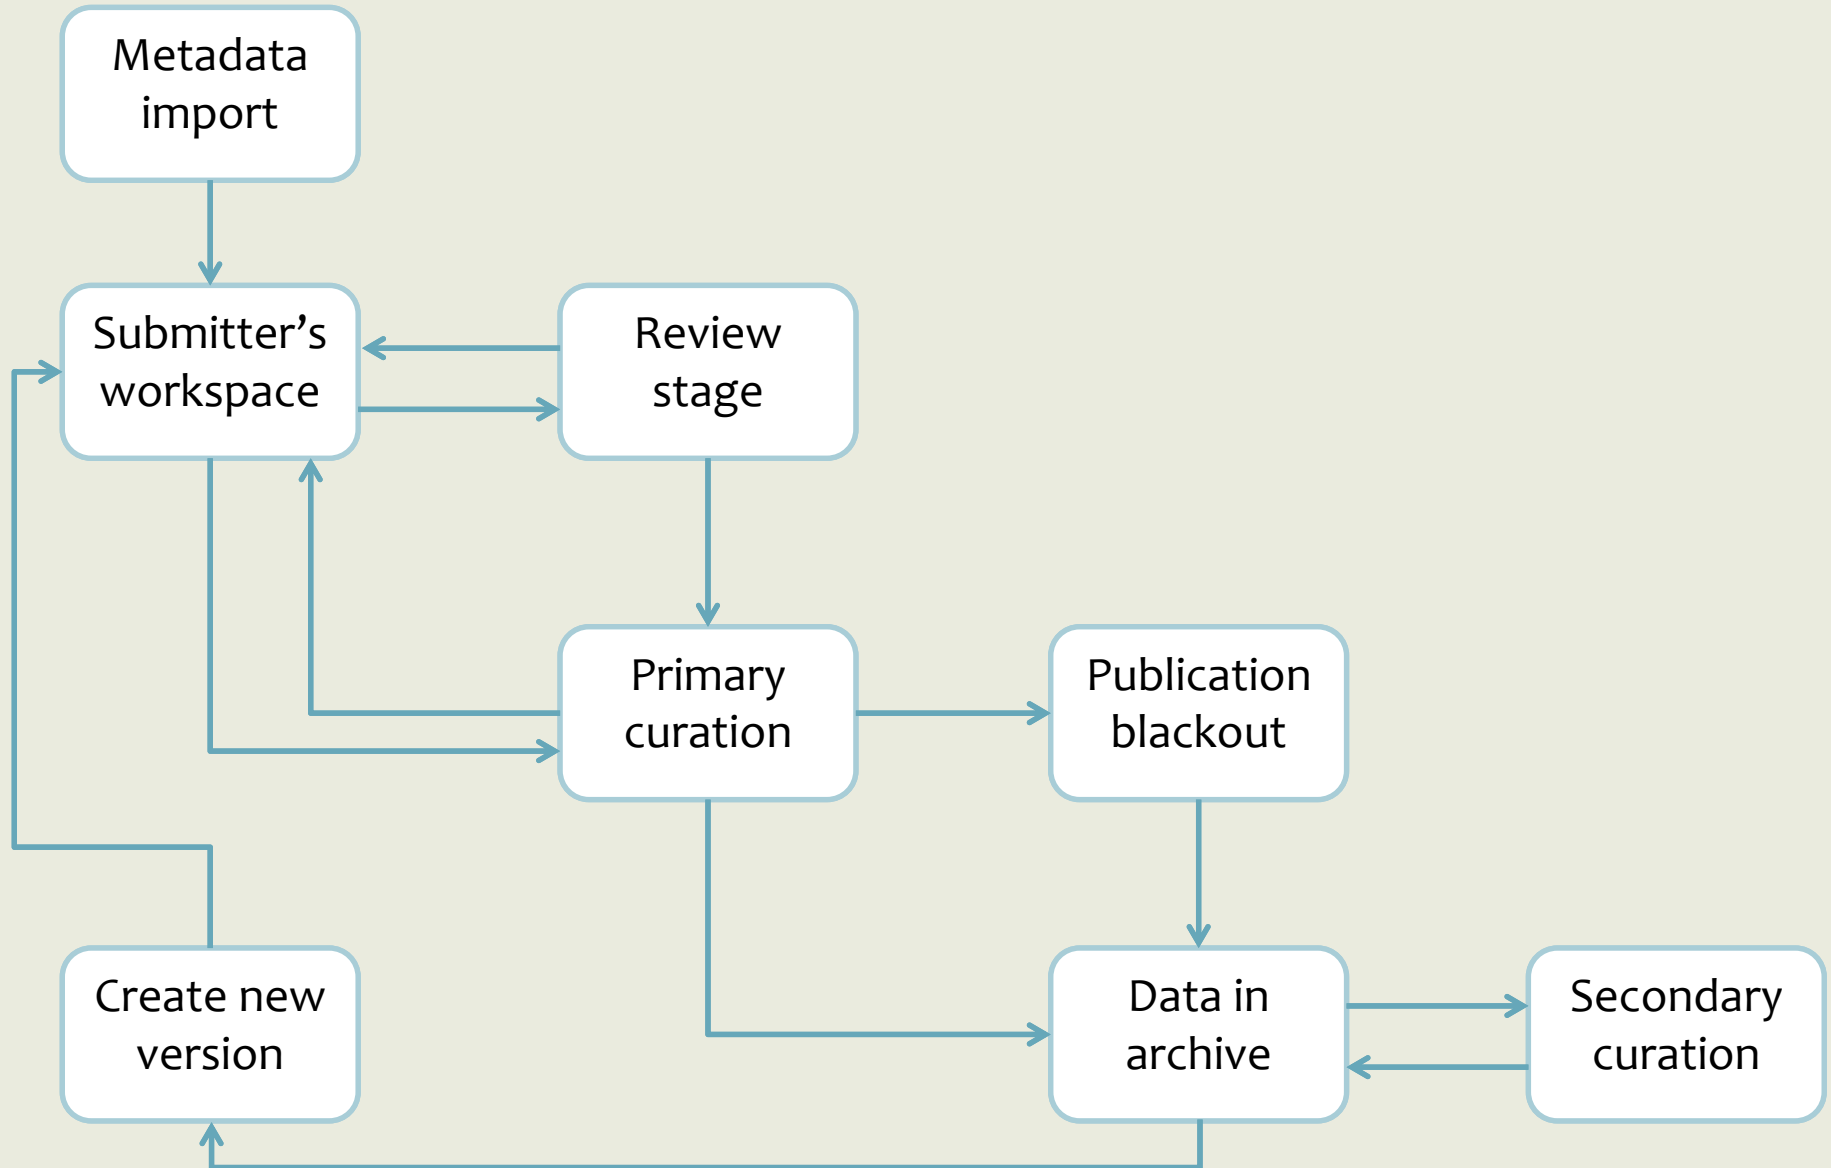 Metadata
import
Submitter’s
workspace
Review
stage
Primary
curation
Publication
blackout
Create new
version
Data in
archive
Secondary
curation